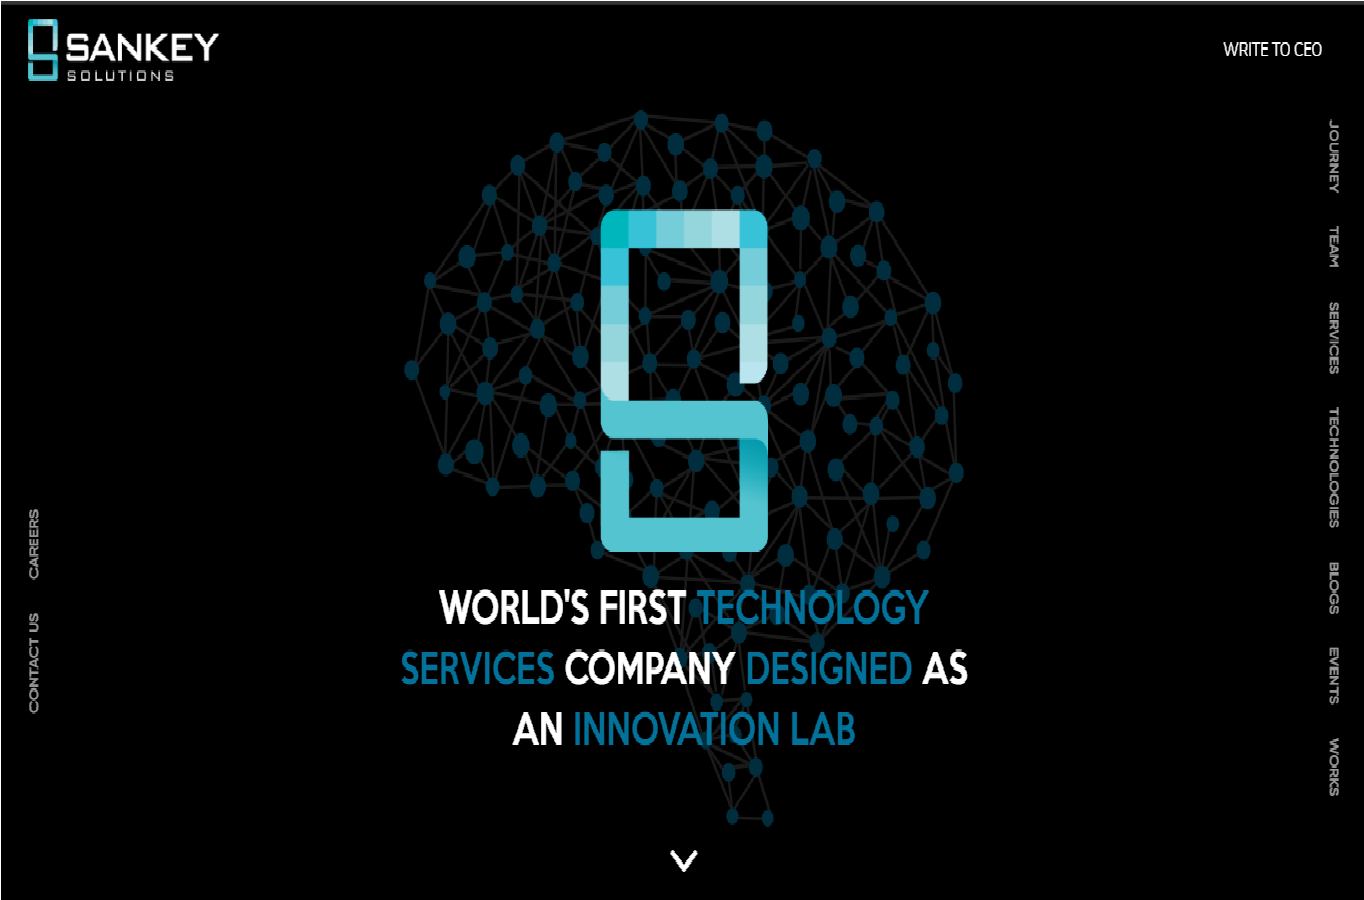 SANKEY
SOLUTIONS
WRITE TO CEO
JOURNEY
TEAM
SERVICES
TECHNOLOGIES
BLOGS
EVENTS
WORKS
CAREERS
CONTACT US
WORLD'S FIRST TECHNOLOGY
SERVICES COMPANY DESIGNED AS
AN INNOVATION LAB